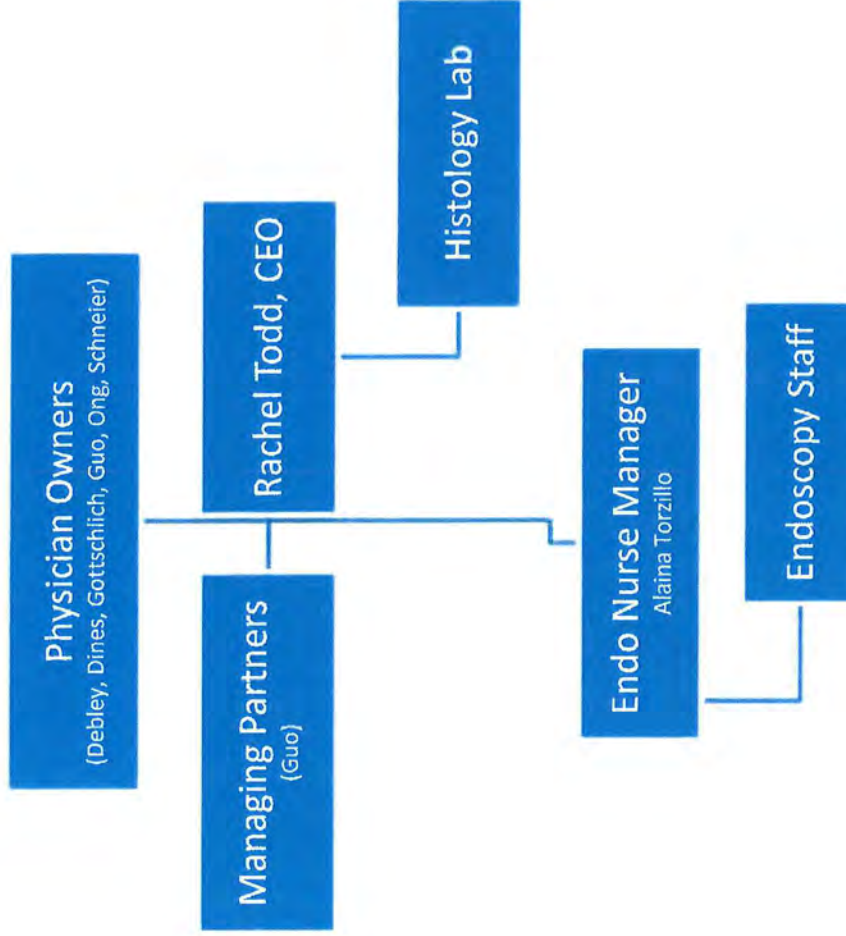 Physician Owners
(Debley, Dines, Gottschlich, Guo, Ong, Schneier)
Managing Partners
(Guo)
Rachel Todd, CEO
Histology Lab
Endo Nurse Manager
Alaina Torzillo
Endoscopy Staff